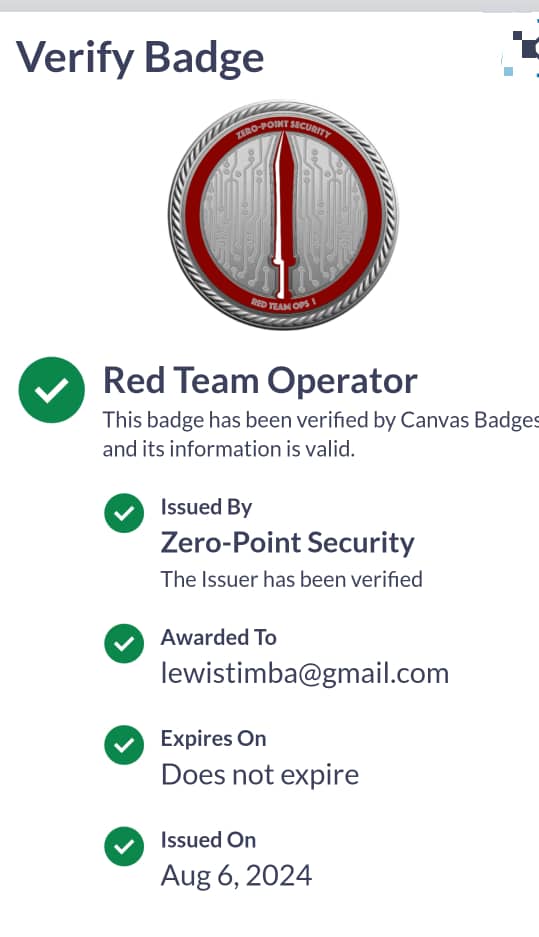 Verify Badge
ZERO-POINT SECURITY
RED TEAM OPS 1
Red Team Operator
This badge has been verified by Canvas Badges
and its information is valid.
Issued By
Zero-Point Security
The Issuer has been verified
Awarded To
lewistimba@gmail.com
Expires On
Does not expire
Issued On
Aug 6, 2024